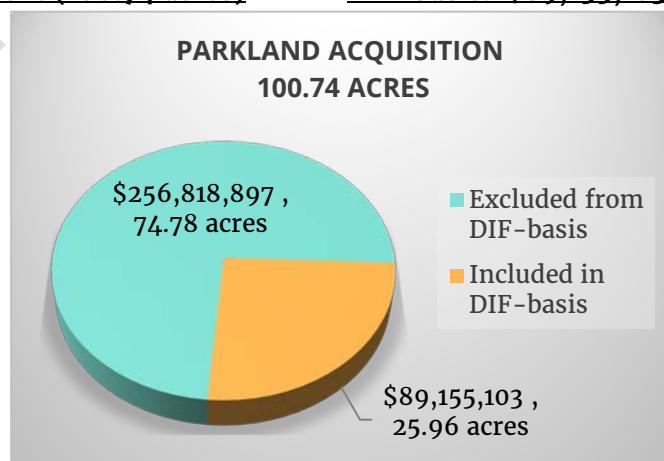 PARKLAND ACQUISITION
100.74 ACRES
$256,818,897 ,
74.78 acres
Excluded from
DIF-basis
Included in
DIF-basis
$89,155,103 ,
25.96 acres